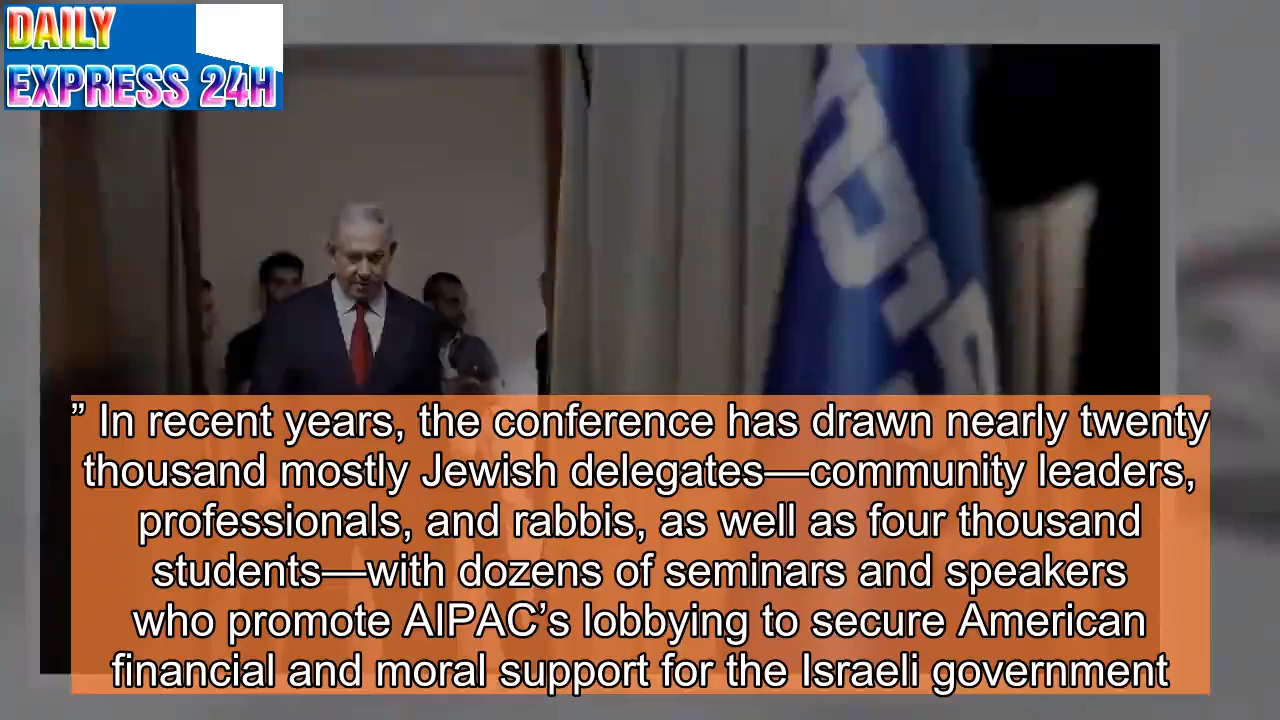 DAILY
EXPRESS 24H
” In recent years, the conference has drawn nearly twenty
thousand mostly Jewish delegates—community leaders,
professionals, and rabbis, as well as four thousand
students—with dozens of seminars and speakers
who promote AIPAC’s lobbying to secure American
financial and moral support for the Israeli government